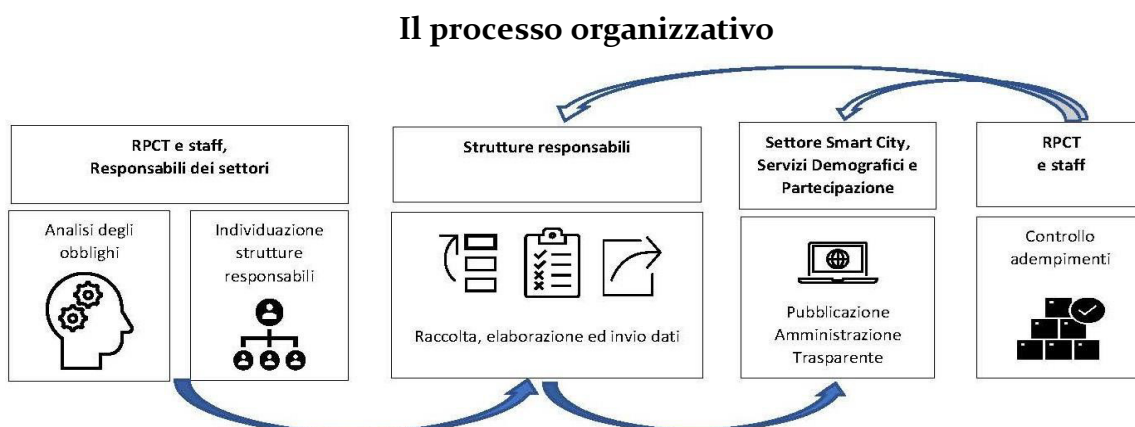 Il processo organizzativo
RPCT e staff,
Responsabili dei settori
Analisi degli
obblighi
Individuazione
strutture
responsabili
Strutture responsabili
Raccolta, elaborazione ed invio dati
Settore Smart City,
Servizi Demografici e
Partecipazione
Pubblicazione
Amministrazione
Trasparente
RPCT
e staff
Controllo
adempimenti